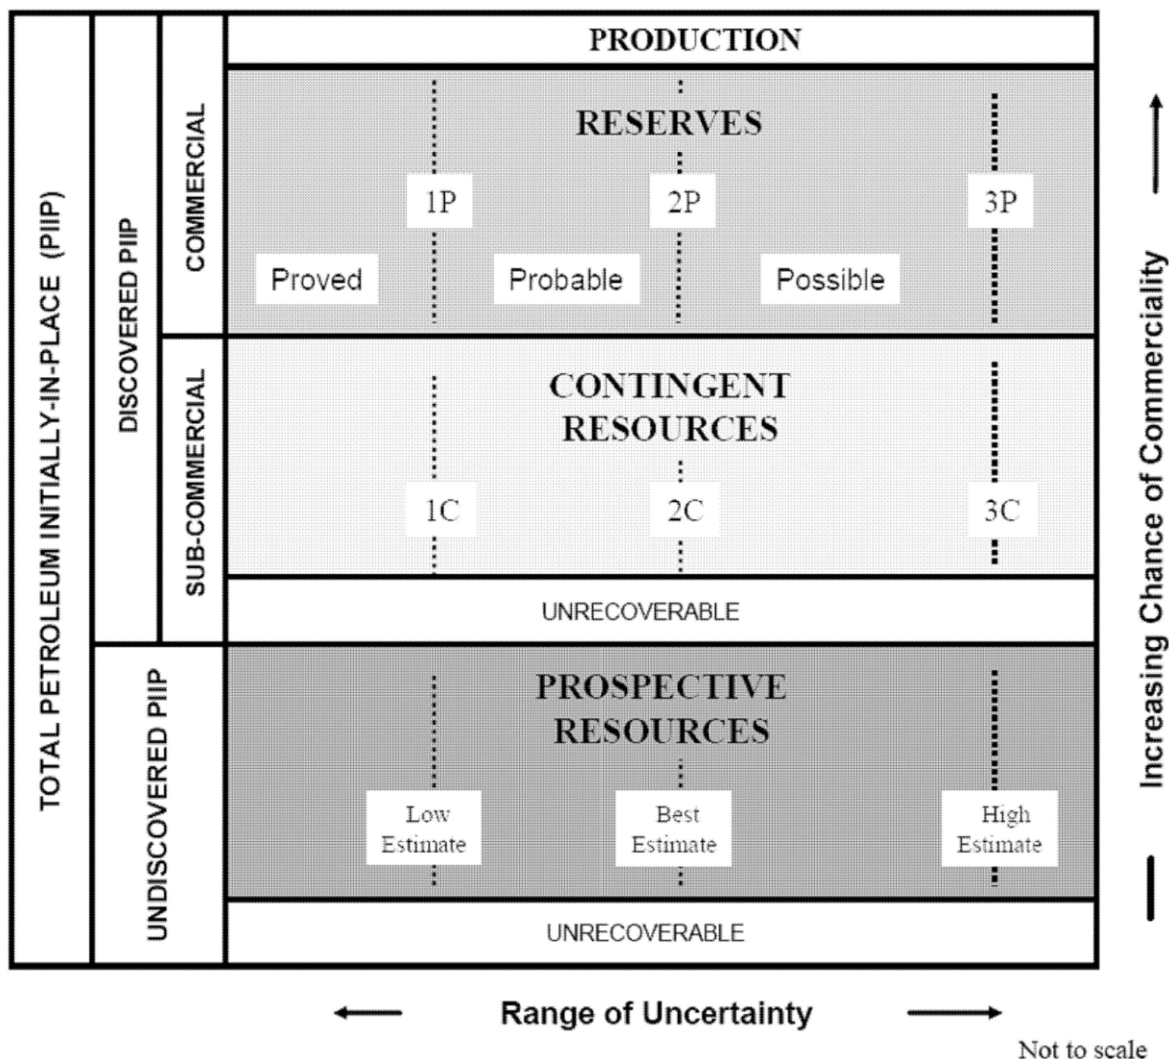 TOTAL PETROLEUM INITIALLY-IN-PLACE (PIIP)
DISCOVERED PIIP
UNDISCOVERED PIIP
COMMERCIAL
SUB-COMMERCIAL
PRODUCTION
RESERVES
1P
2P
3P
Proved
Probable
Possible
CONTINGENT
RESOURCES
1C
2C
3C
UNRECOVERABLE
PROSPECTIVE
RESOURCES
Low
Estimate
Best
Estimate
High
Estimate
UNRECOVERABLE
Increasing Chance of Commerciality
Range of Uncertainty
Not to scale